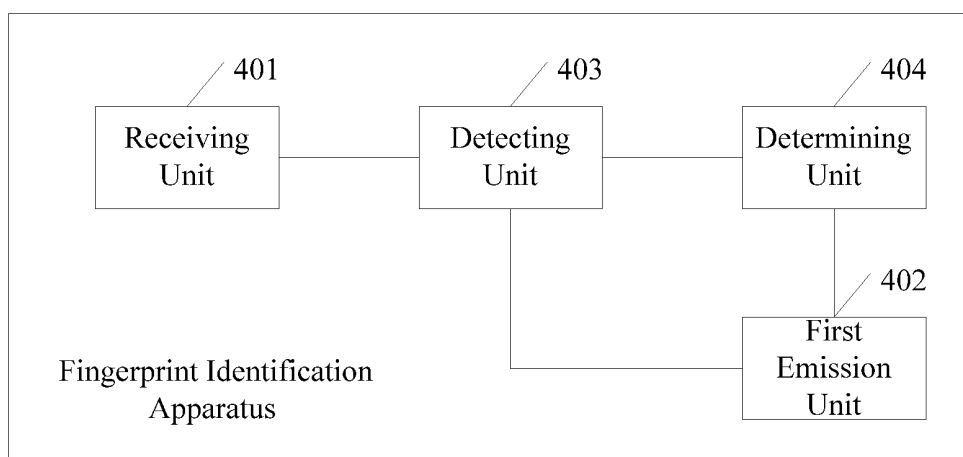 401
403
404
Receiving
Unit
Detecting
Unit
Determining
Unit
402
First
Emission
Unit
Fingerprint Identification
Apparatus